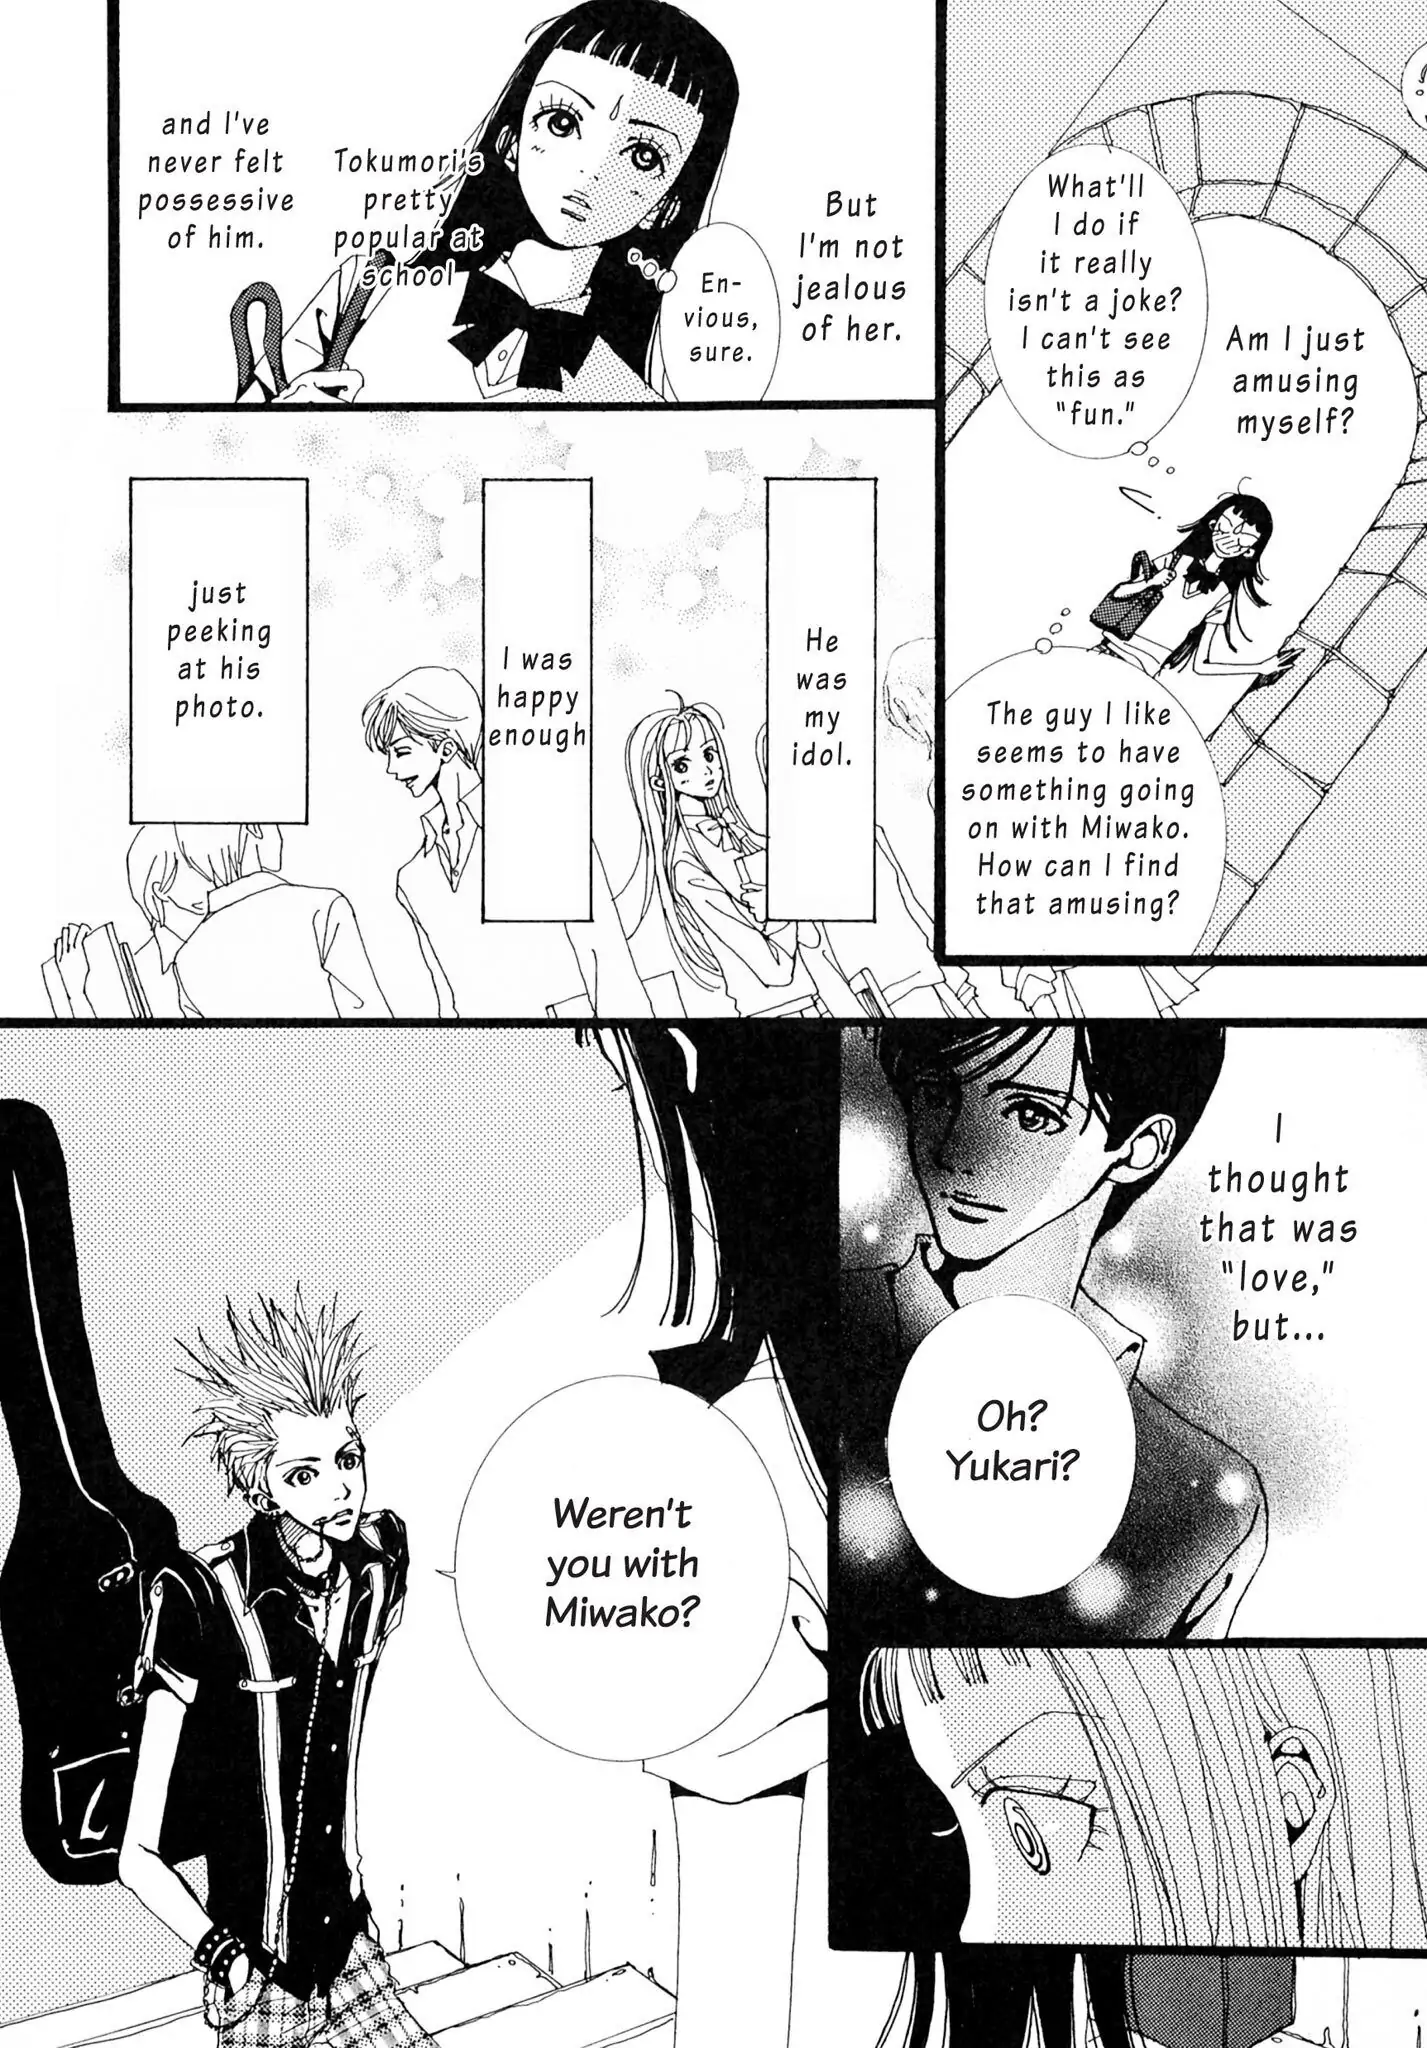 What'll
I do if
it really
isn't a joke?
I can't see
this as
"fun."
Am I just
amusing
myself?
The guy I like
seems to have
something going
on with Miwako.
How can I find
that amusing?
But
I'm not
jealous
of her.
En-
vious,
sure.
Tokumori's
pretty
popular at
school
and I've
never felt
possessive
of him.
He
was
my
idol.
I was
happy
enough
just
peeking
at his
photo.
I
thought
that was
"love,"
but...
Oh?
Yukari?
Weren't
you with
Miwako?